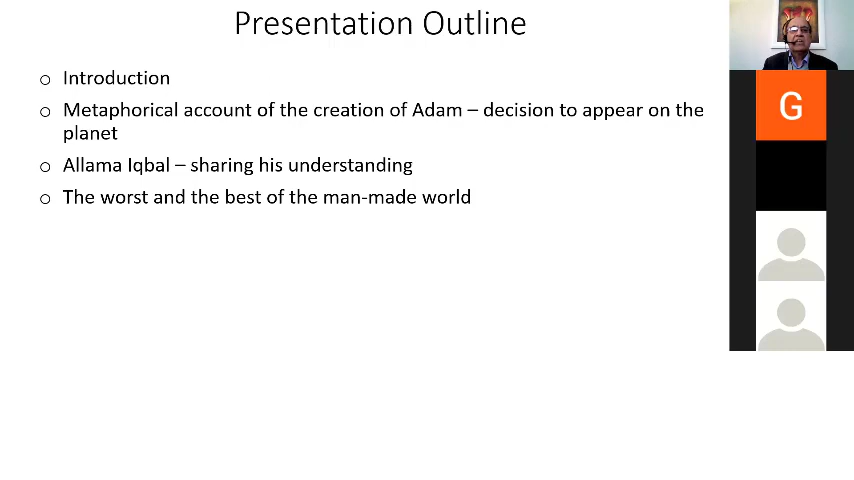 Presentation Outline
Introduction
Metaphorical account of the creation of Adam – decision to appear on the
planet
Allama Iqbal – sharing his understanding
The worst and the best of the man-made world
G